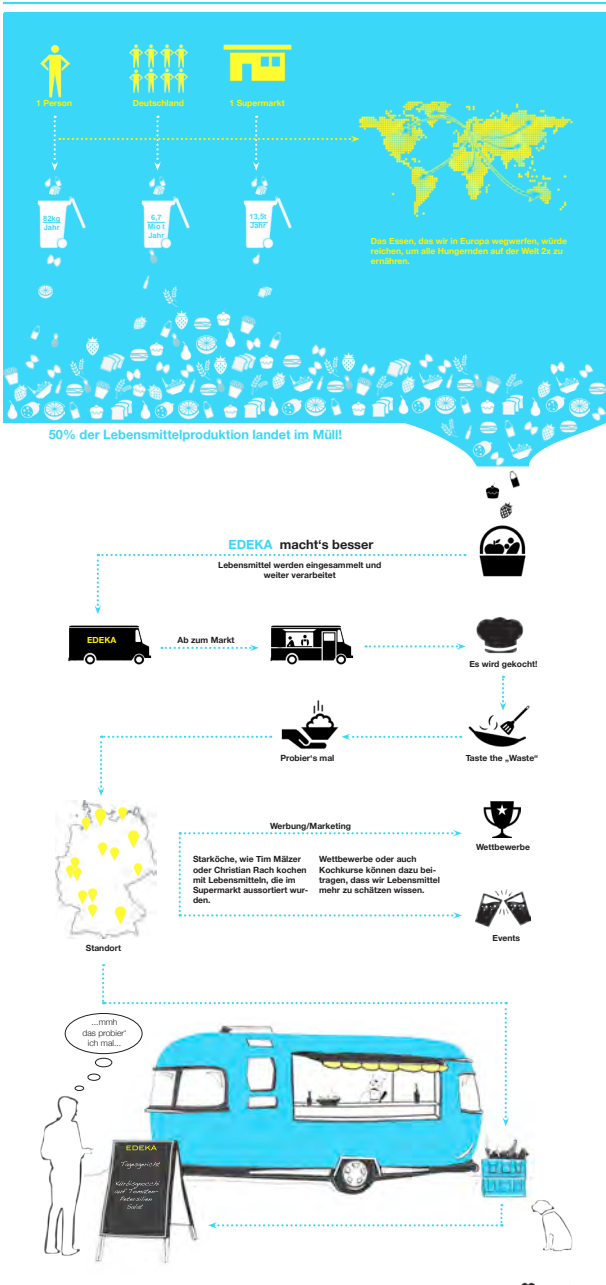 1 Person
Deutschland
1 Supermarkt
82kg
Jahr
6,7
Mio t
Jahr
13,5t
Jahr
Das Essen, das wir in Europa wegwerfen, würde
reichen, um alle Hungernden auf der Welt 2x zu
ernähren.
50% der Lebensmittelproduktion landet im Müll!
EDEKA macht's besser
Lebensmittel werden eingesammelt und
weiter verarbeitet
EDEKA
Ab zum Markt
Es wird gekocht!
Probier's mal
Taste the „Waste“
Werbung/Marketing
Wettbewerbe
Starköche, wie Tim Mälzer
oder Christian Rach kochen
mit Lebensmitteln, die im
Supermarkt aussortiert wur-
den.
Wettbewerbe oder auch
Kochkurse können dazu bei-
tragen, dass wir Lebensmittel
mehr zu schätzen wissen.
Events
Standort
...mmh
das probier'
ich mal...
EDEKA
Tagesgericht
Kürbisgnocchi
auf Tomaten-
Petersilien
Salat